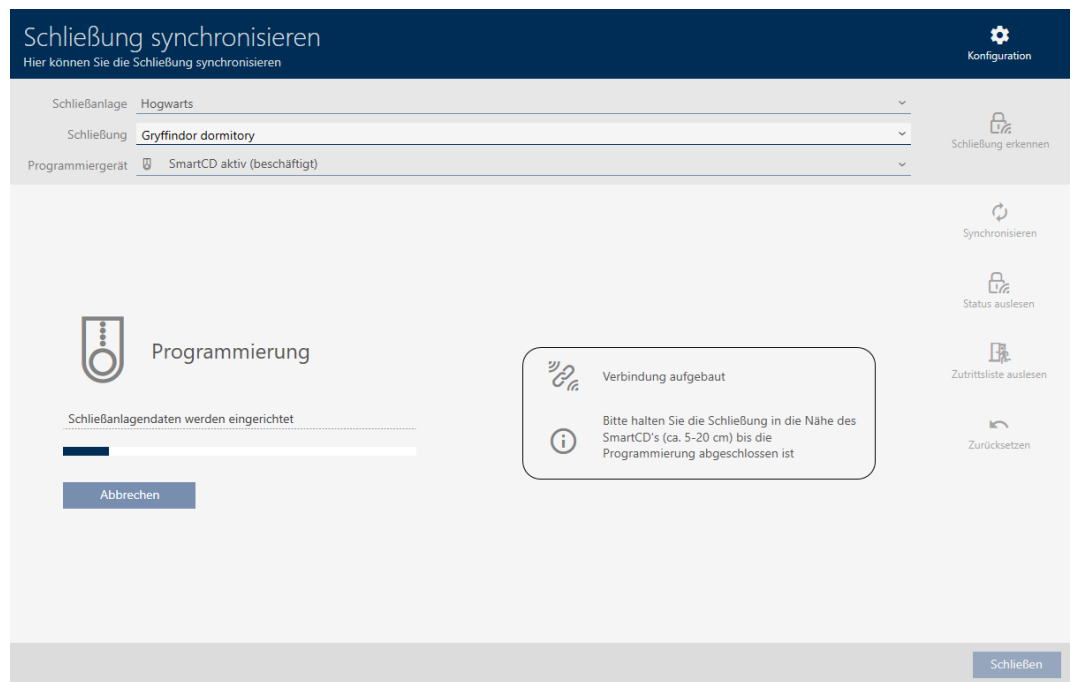 Schließung synchronisieren
Hier können Sie die Schließung synchronisieren
Konfiguration
Schließanlage Hogwarts
Schließung Gryffindor dormitory
Programmiergerät SmartCD aktiv (beschäftigt)
Schließung erkennen
Synchronisieren
Status auslesen
Zutrittsliste auslesen
Zurücksetzen
Programmierung
Schließanlagendaten werden eingerichtet
Abbrechen
Verbindung aufgebaut
Bitte halten Sie die Schließung in die Nähe des
SmartCD's (ca. 5-20 cm) bis die
Programmierung abgeschlossen ist
Schließen